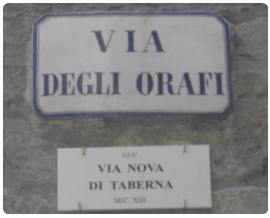 VIA
DEGLI ORAFI
GIA'
VIA NOVA
DI TABERNA
SEC. XIII